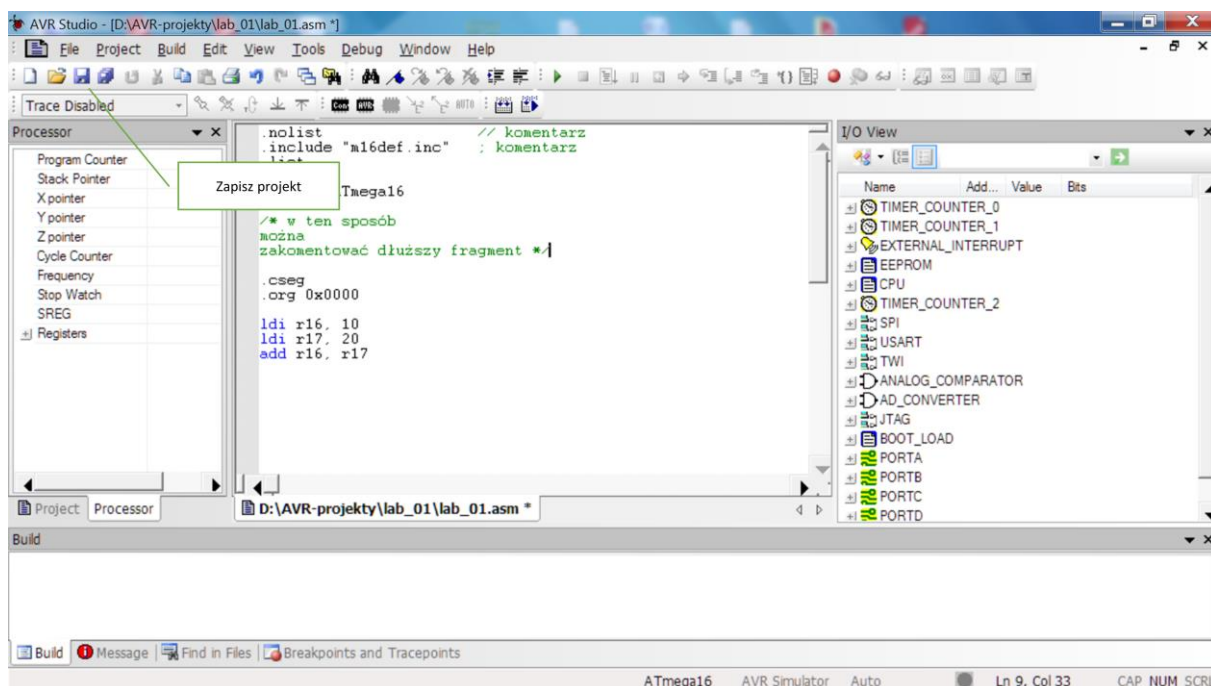 AVR Studio - [D:\AVR-projekty\lab_01\lab_01.asm *]
File Project Build Edit View Tools Debug Window Help
Trace Disabled
Processor
Program Counter
Stack Pointer
X pointer
Y pointer
Z pointer
Cycle Counter
Frequency
Stop Watch
SREG
Registers
Project Processor
Zapisz projekt
.nolist // komentarz
.include "m16def.inc" ; komentarz
ATmega16
/* w ten sposób
można
zakomentować dłuższy fragment */
.cseg
.org 0x0000
ldi r16, 10
ldi r17, 20
add r16, r17
D:\AVR-projekty\lab_01\lab_01.asm *
I/O View
Name Add... Value Bits
TIMER_COUNTER_0
TIMER_COUNTER_1
EXTERNAL_INTERRUPT
EEPROM
CPU
TIMER_COUNTER_2
SPI
USART
TWI
ANALOG_COMPARATOR
AD_CONVERTER
JTAG
BOOT_LOAD
PORTA
PORTB
PORTC
PORTD
Build
Build Message Find in Files Breakpoints and Tracepoints
ATmega16 AVR Simulator Auto Ln 9, Col 33 CAP NUM SCRL